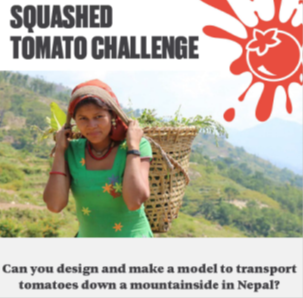 SQUASHED
TOMATO CHALLENGE
Can you design and make a model to transport
tomatoes down a mountainside in Nepal?